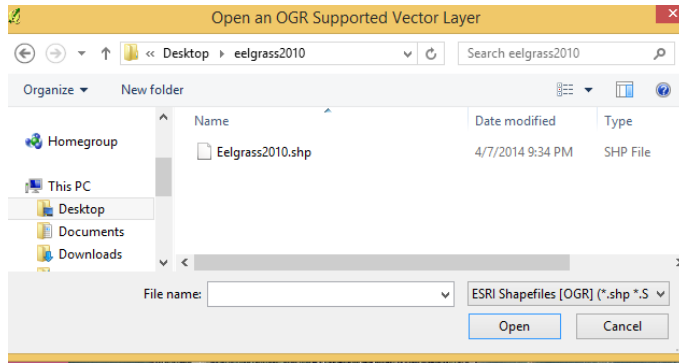 Open an OGR Supported Vector Layer
« Desktop eelgrass2010
Search eelgrass2010
Organize New folder
Name Date modified Type
Homegroup
Eelgrass2010.shp 4/7/2014 9:34 PM SHP File
This PC
Desktop
Documents
Downloads
File name: ESRI Shapefiles [OGR] (*.shp *.S
Open Cancel